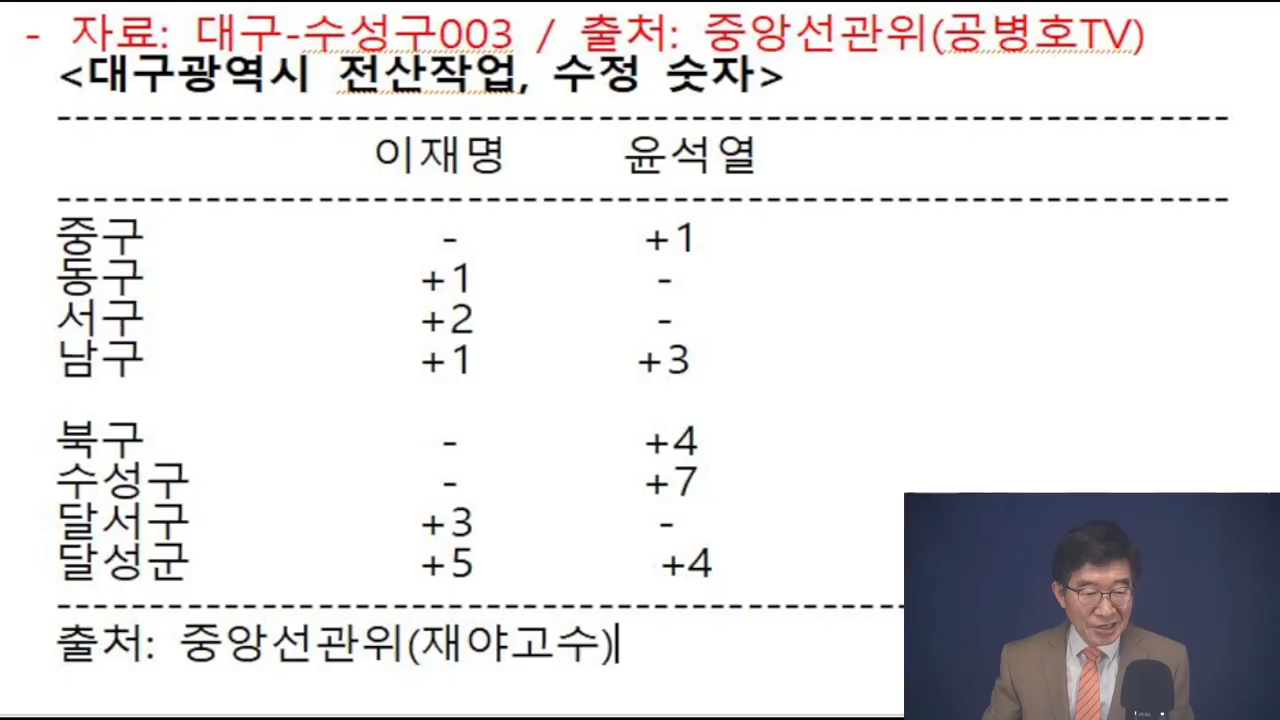 - 자료: 대구-수성구003 / 출처: 중앙선관위(공병호TV)
<대구광역시 전산작업, 수정 숫자>
--------------------------------------------------
이재명 윤석열
--------------------------------------------------
중구 - +1
동구 +1 -
서구 +2 -
남구 +1 +3
북구 - +4
수성구 - +7
달서구 +3 -
달성군 +5 +4
--------------------------------------------------
출처: 중앙선관위(재야고수)